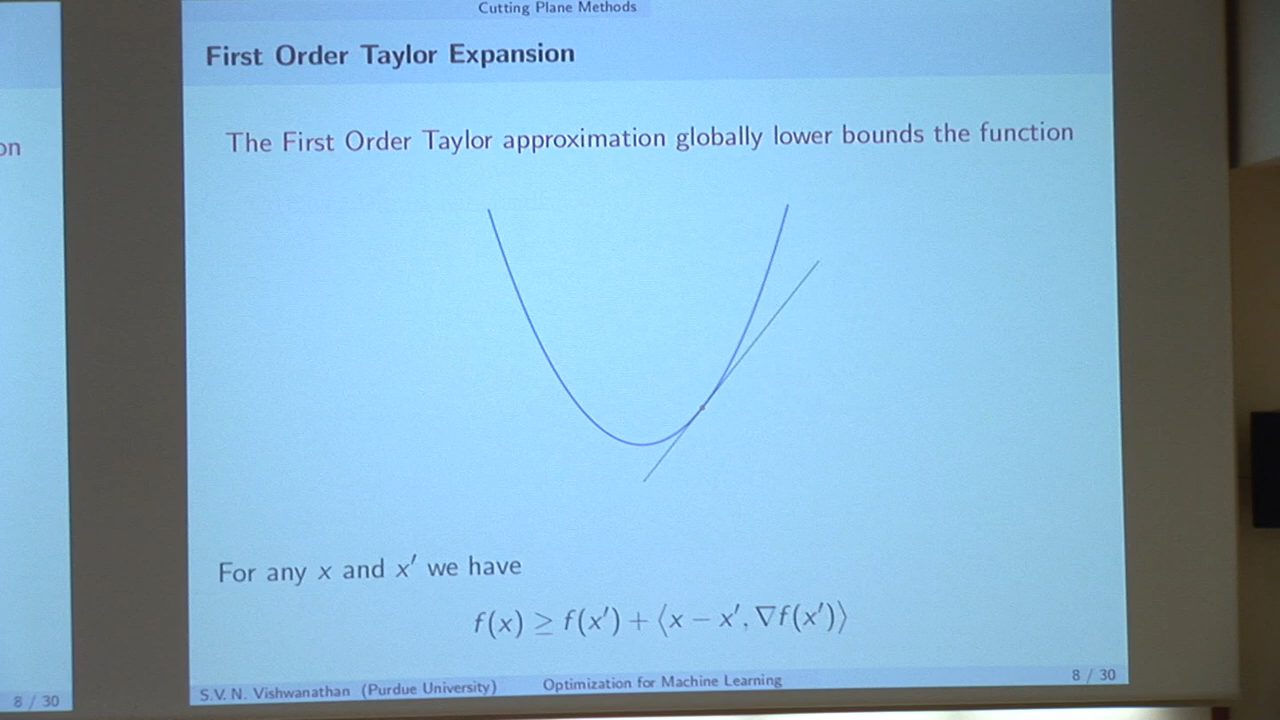 Cutting Plane Methods
First Order Taylor Expansion
on
The First Order Taylor approximation globally lower bounds the function
For any x and x′ we have
f(x) ≥ f(x′) + ⟨x − x′, ∇f(x′)⟩
8 / 30
S.V. N. Vishwanathan (Purdue University) Optimization for Machine Learning 8 / 30